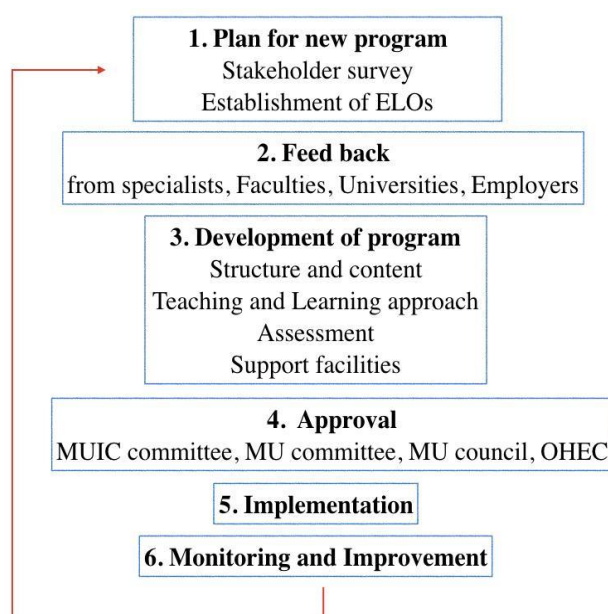 1. Plan for new program
Stakeholder survey
Establishment of ELOs
2. Feed back
from specialists, Faculties, Universities, Employers
3. Development of program
Structure and content
Teaching and Learning approach
Assessment
Support facilities
4. Approval
MUIC committee, MU committee, MU council, OHEC
5. Implementation
6. Monitoring and Improvement